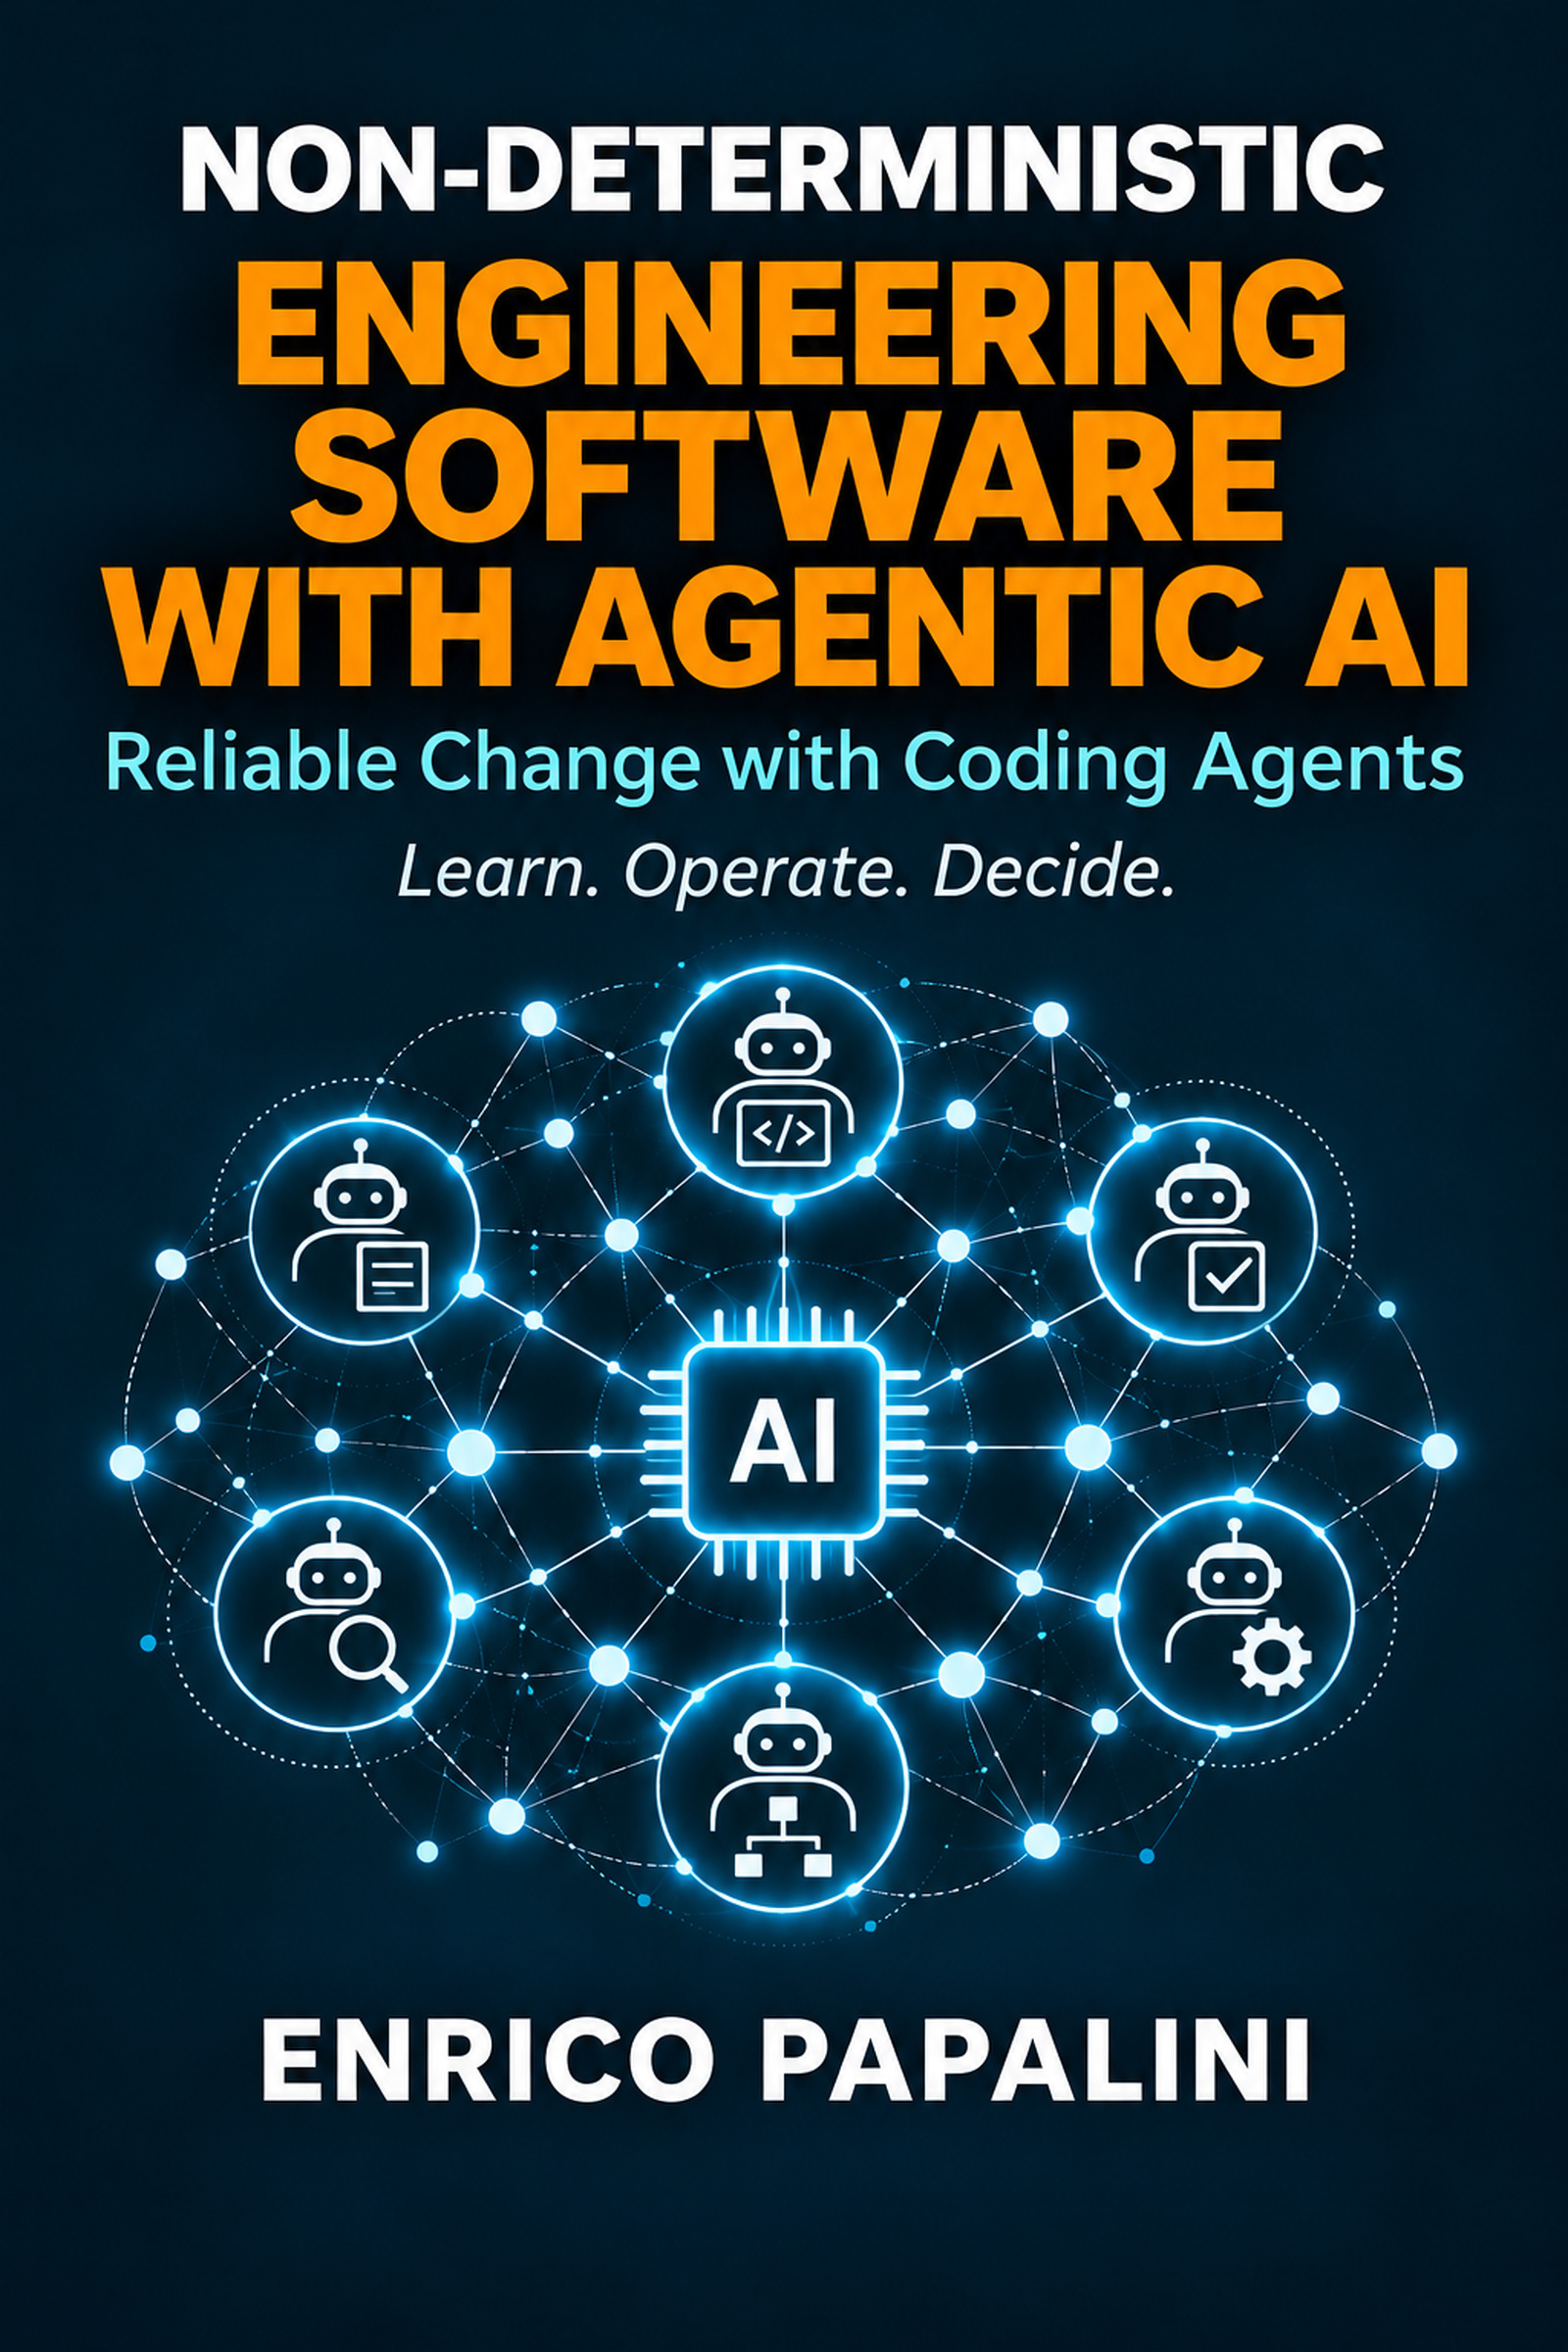 NON-DETERMINISTIC
ENGINEERING
SOFTWARE
WITH AGENTIC AI
Reliable Change with Coding Agents
Learn. Operate. Decide.
</>
AI
ENRICO PAPALINI